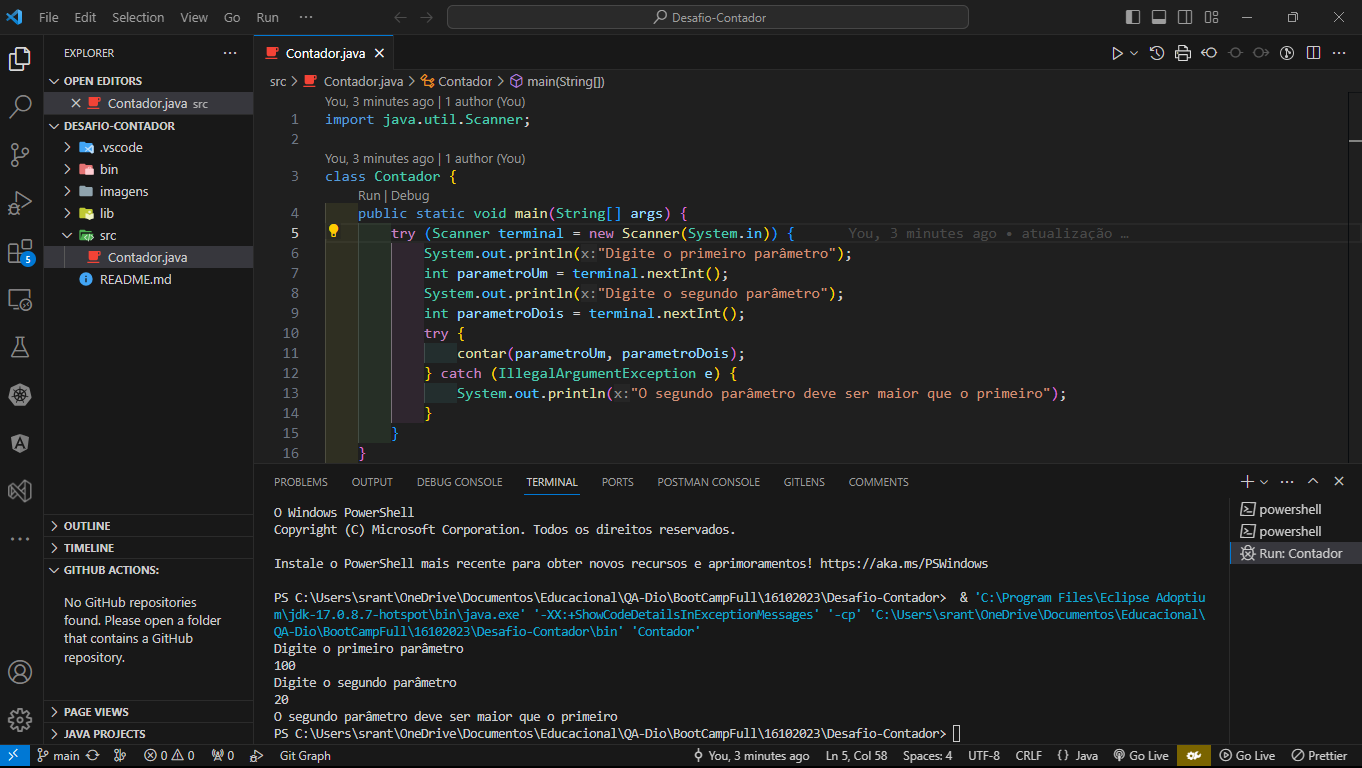 File Edit Selection View Go Run ··· Desafio-Contador
EXPLORER ···
OPEN EDITORS
Contador.java src
DESAFIO-CONTADOR
.vscode
bin
imagens
lib
src
Contador.java
README.md
OUTLINE
TIMELINE
GITHUB ACTIONS:
No GitHub repositories
found. Please open a folder
that contains a GitHub
repository.
PAGE VIEWS
JAVA PROJECTS
5
Contador.java
src > Contador.java > Contador > main(String[])
You, 3 minutes ago | 1 author (You)
1 import java.util.Scanner;
2
You, 3 minutes ago | 1 author (You)
3 class Contador {
Run | Debug
4 public static void main(String[] args) {
5 try (Scanner terminal = new Scanner(System.in)) { You, 3 minutes ago • atualização …
6 System.out.println(x:"Digite o primeiro parâmetro");
7 int parametroUm = terminal.nextInt();
8 System.out.println(x:"Digite o segundo parâmetro");
9 int parametroDois = terminal.nextInt();
10 try {
11 contar(parametroUm, parametroDois);
12 } catch (IllegalArgumentException e) {
13 System.out.println(x:"O segundo parâmetro deve ser maior que o primeiro");
14 }
15 }
16 }
PROBLEMS OUTPUT DEBUG CONSOLE TERMINAL PORTS POSTMAN CONSOLE GITLENS COMMENTS
O Windows PowerShell
Copyright (C) Microsoft Corporation. Todos os direitos reservados.
Instale o PowerShell mais recente para obter novos recursos e aprimoramentos! https://aka.ms/PSWindows
PS C:\Users\srant\OneDrive\Documentos\Educacional\QA-Dio\BootCampFull\16102023\Desafio-Contador> & 'C:\Program Files\Eclipse Adoptiu
m\jdk-17.0.8.7-hotspot\bin\java.exe' '-XX:+ShowCodeDetailsInExceptionMessages' '-cp' 'C:\Users\srant\OneDrive\Documentos\Educacional\
QA-Dio\BootCampFull\16102023\Desafio-Contador\bin' 'Contador'
Digite o primeiro parâmetro
100
Digite o segundo parâmetro
20
O segundo parâmetro deve ser maior que o primeiro
PS C:\Users\srant\OneDrive\Documentos\Educacional\QA-Dio\BootCampFull\16102023\Desafio-Contador>
powershell
powershell
Run: Contador
main 0 0 0 Git Graph You, 3 minutes ago Ln 5, Col 58 Spaces: 4 UTF-8 CRLF {} Java Go Live Go Live Prettier